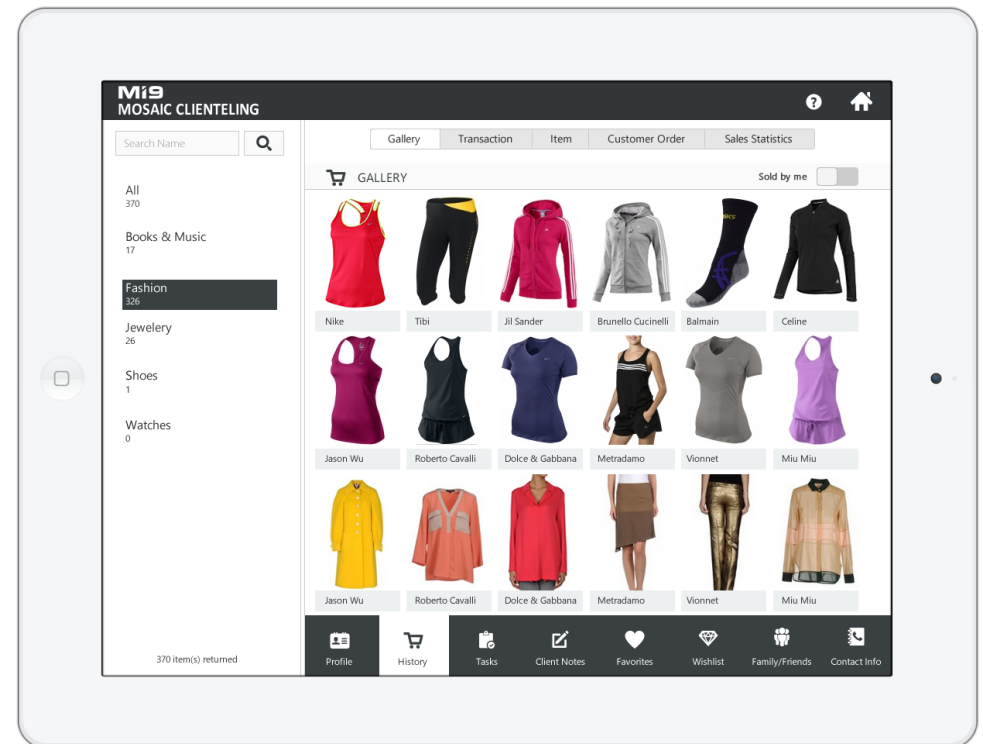 Mi9
MOSAIC CLIENTELING
Search Name
All
370
Books & Music
17
Fashion
326
Jewelery
26
Shoes
1
Watches
0
370 item(s) returned
Gallery Transaction Item Customer Order Sales Statistics
GALLERY Sold by me
Nike Tibi Jil Sander Brunello Cucinelli Balmain Celine
Jason Wu Roberto Cavalli Dolce & Gabbana Metradamo Vionnet Miu Miu
Jason Wu Roberto Cavalli Dolce & Gabbana Metradamo Vionnet Miu Miu
Profile History Tasks Client Notes Favorites Wishlist Family/Friends Contact Info